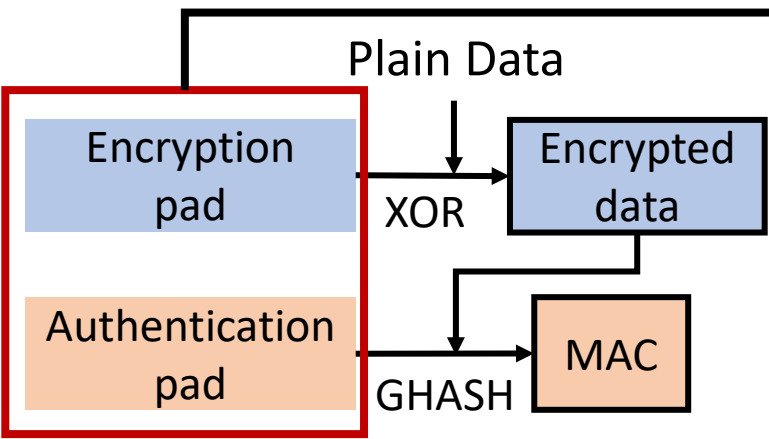 Plain Data
Encryption
pad
XOR
Encrypted
data
Authentication
pad
GHASH
MAC